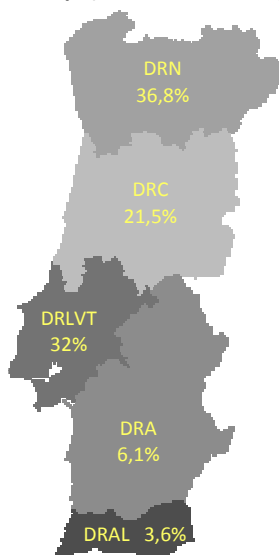 DRN
36,8%
DRC
21,5%
DRLVT
32%
DRA
6,1%
DRAL 3,6%